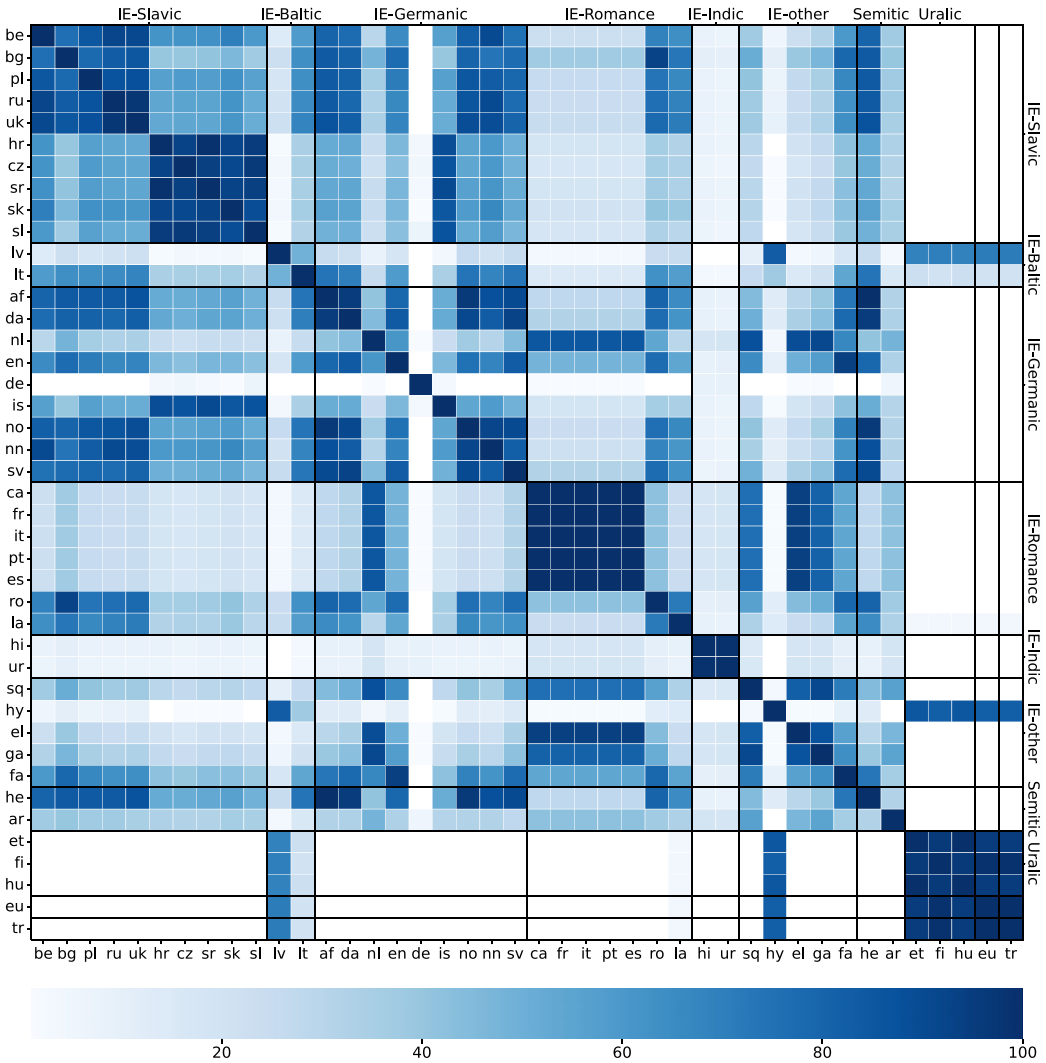 IE-Slavic IE-Baltic IE-Germanic IE-Romance IE-Indic IE-other Semitic Uralic
be
bg
pl
ru
uk
hr
cz
sr
sk
sl
lv
lt
af
da
nl
en
de
is
no
nn
sv
ca
fr
it
pt
es
ro
la
hi
ur
sq
hy
el
ga
fa
he
ar
et
fi
hu
eu
tr
IE-Slavic
IE-Baltic
IE-Germanic
IE-Romance
IE-Indic
IE-other
Semitic
Uralic
be bg pl ru uk hr cz sr sk sl lv lt af da nl en de is no nn sv ca fr it pt es ro la hi ur sq hy el ga fa he ar et fi hu eu tr
20 40 60 80 100